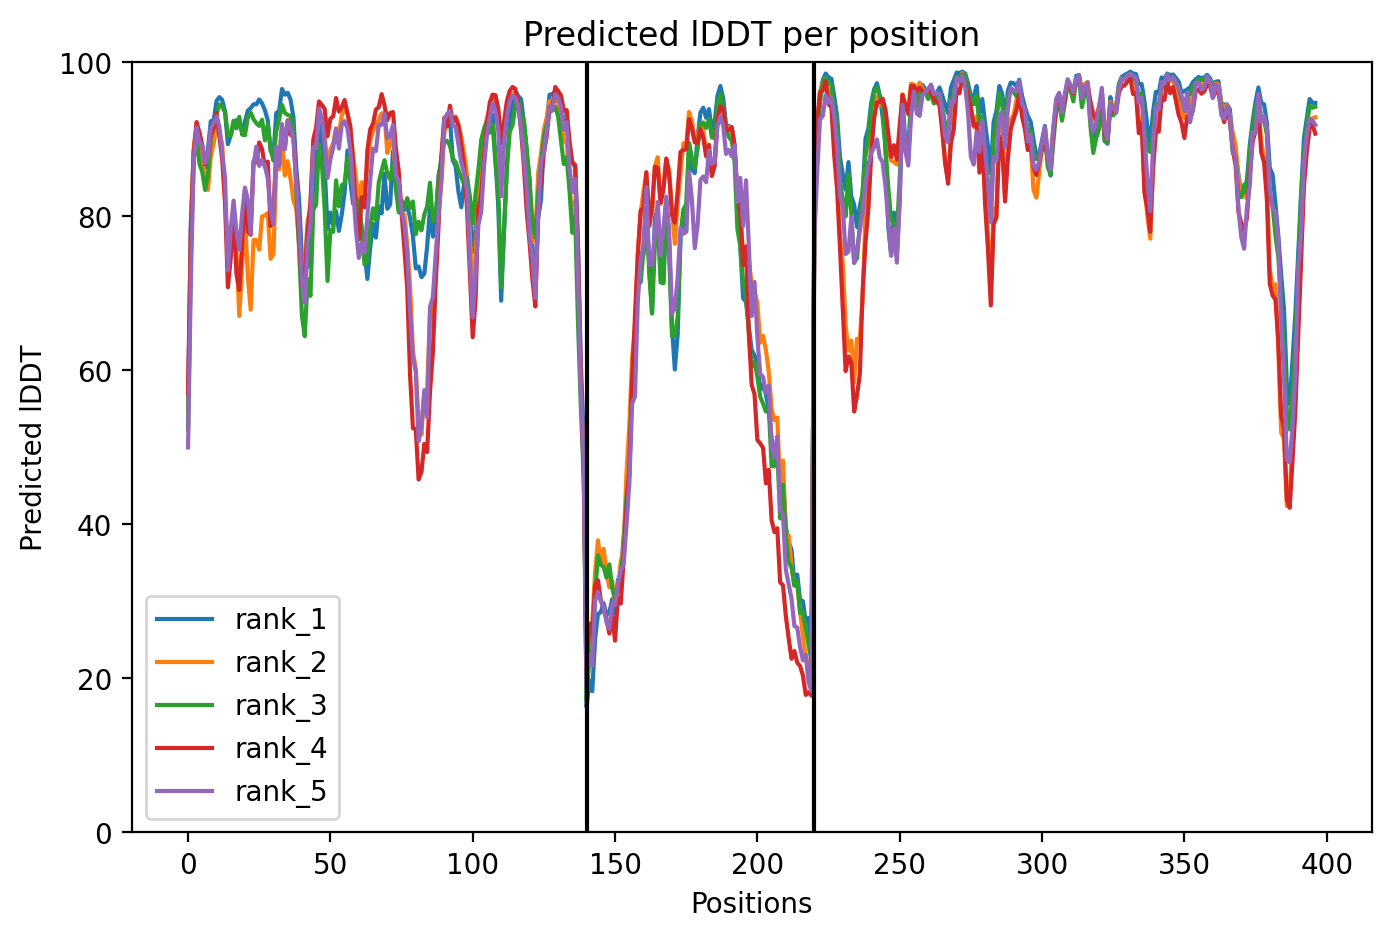 Predicted lDDT per position
100
80
60
40
20
0
Predicted lDDT
rank_1
rank_2
rank_3
rank_4
rank_5
0 50 100 150 200 250 300 350 400
Positions